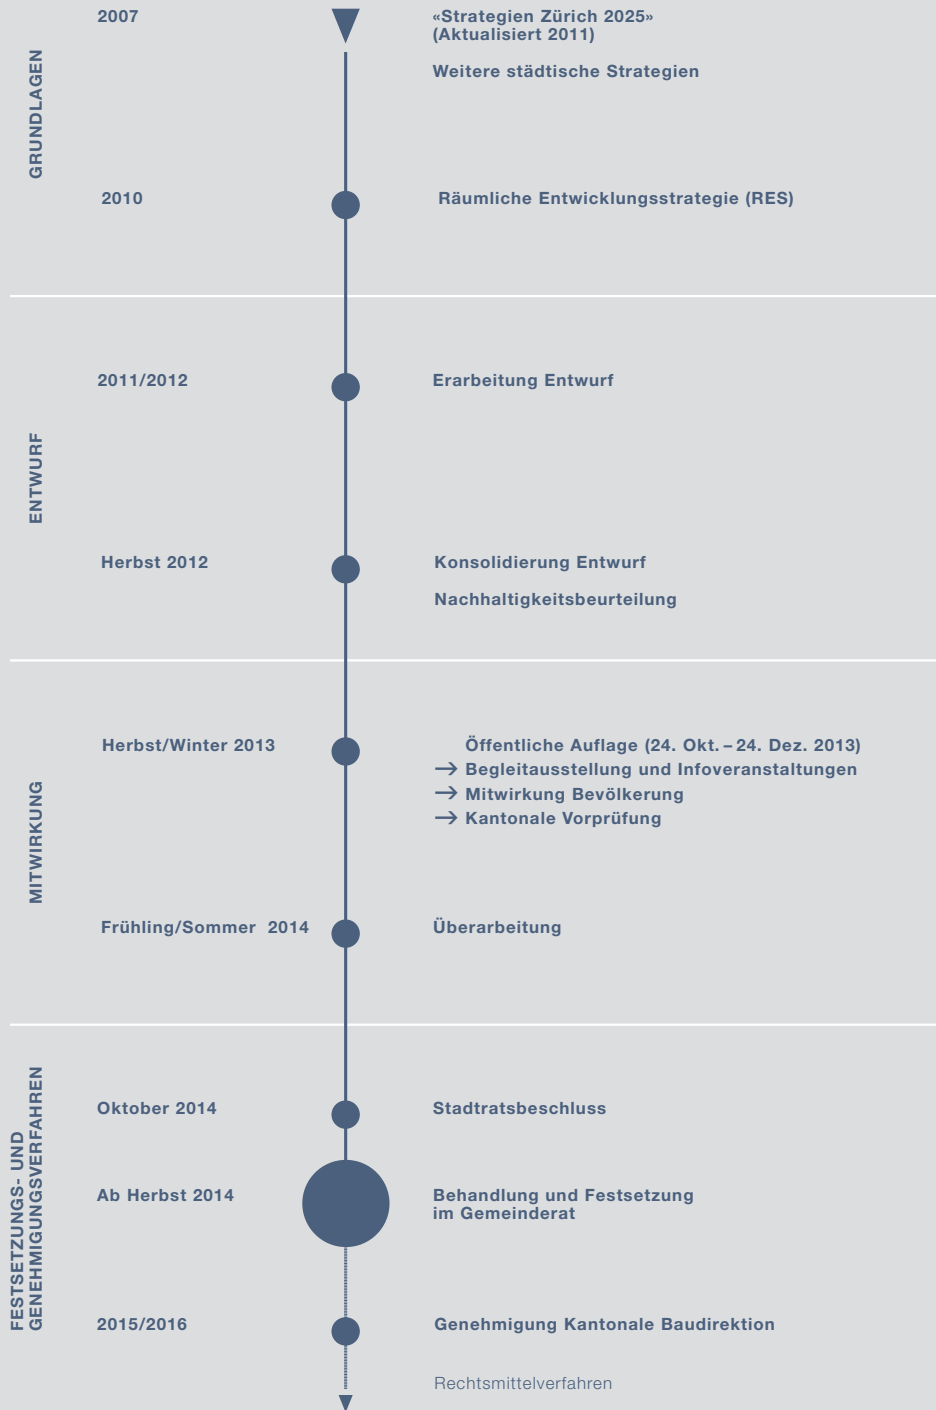 GRUNDLAGEN
2007
«Strategien Zürich 2025»
(Aktualisiert 2011)
Weitere städtische Strategien
2010
Räumliche Entwicklungsstrategie (RES)
ENTWURF
2011/2012
Erarbeitung Entwurf
Herbst 2012
Konsolidierung Entwurf
Nachhaltigkeitsbeurteilung
MITWIRKUNG
Herbst/Winter 2013
Öffentliche Auflage (24. Okt. – 24. Dez. 2013)
→ Begleitausstellung und Infoveranstaltungen
→ Mitwirkung Bevölkerung
→ Kantonale Vorprüfung
Frühling/Sommer 2014
Überarbeitung
FESTSETZUNGS- UND
GENEHMIGUNGSVERFAHREN
Oktober 2014
Stadtratsbeschluss
Ab Herbst 2014
Behandlung und Festsetzung
im Gemeinderat
2015/2016
Genehmigung Kantonale Baudirektion
Rechtsmittelverfahren